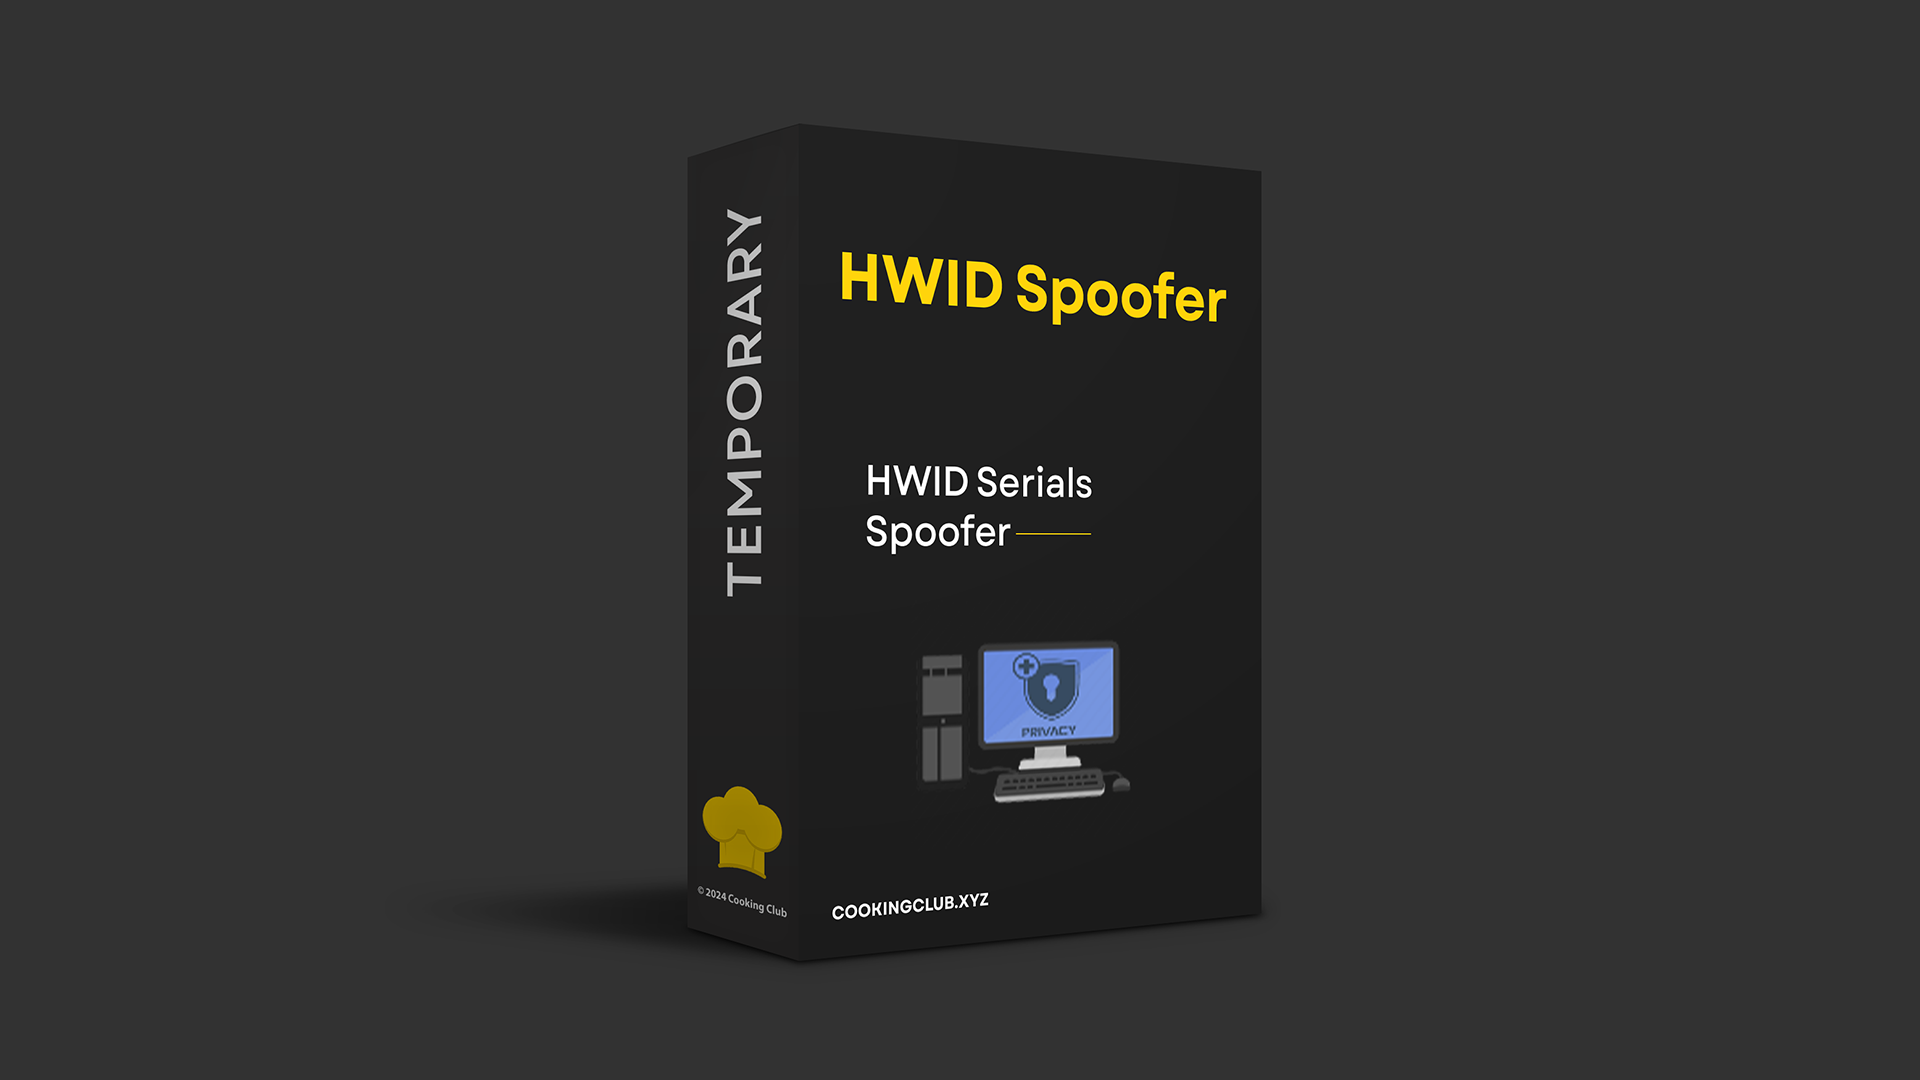 TEMPORARY
© 2024 Cooking Club
HWID Spoofer
HWID Serials
Spoofer
PRIVACY
COOKINGCLUB.XYZ